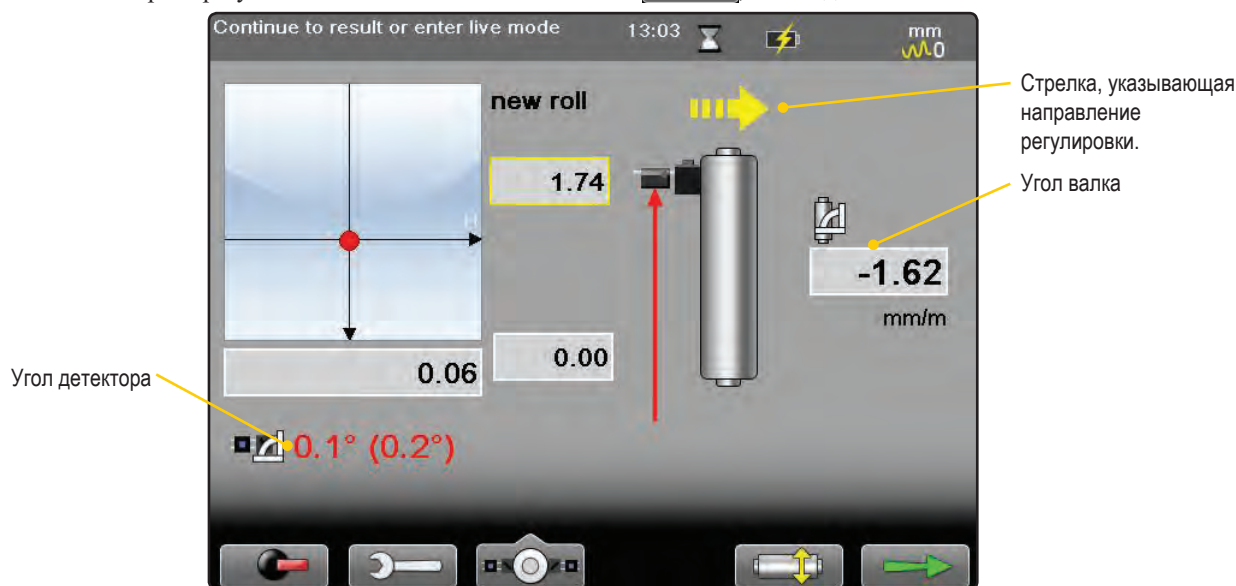 Continue to result or enter live mode 13:03 mm
0
new roll
1.74
H
-1.62
mm/m
0.00
0.06
0.1° (0.2°)
Стрелка, указывающая
направление
регулировки.
Угол валка
Угол детектора